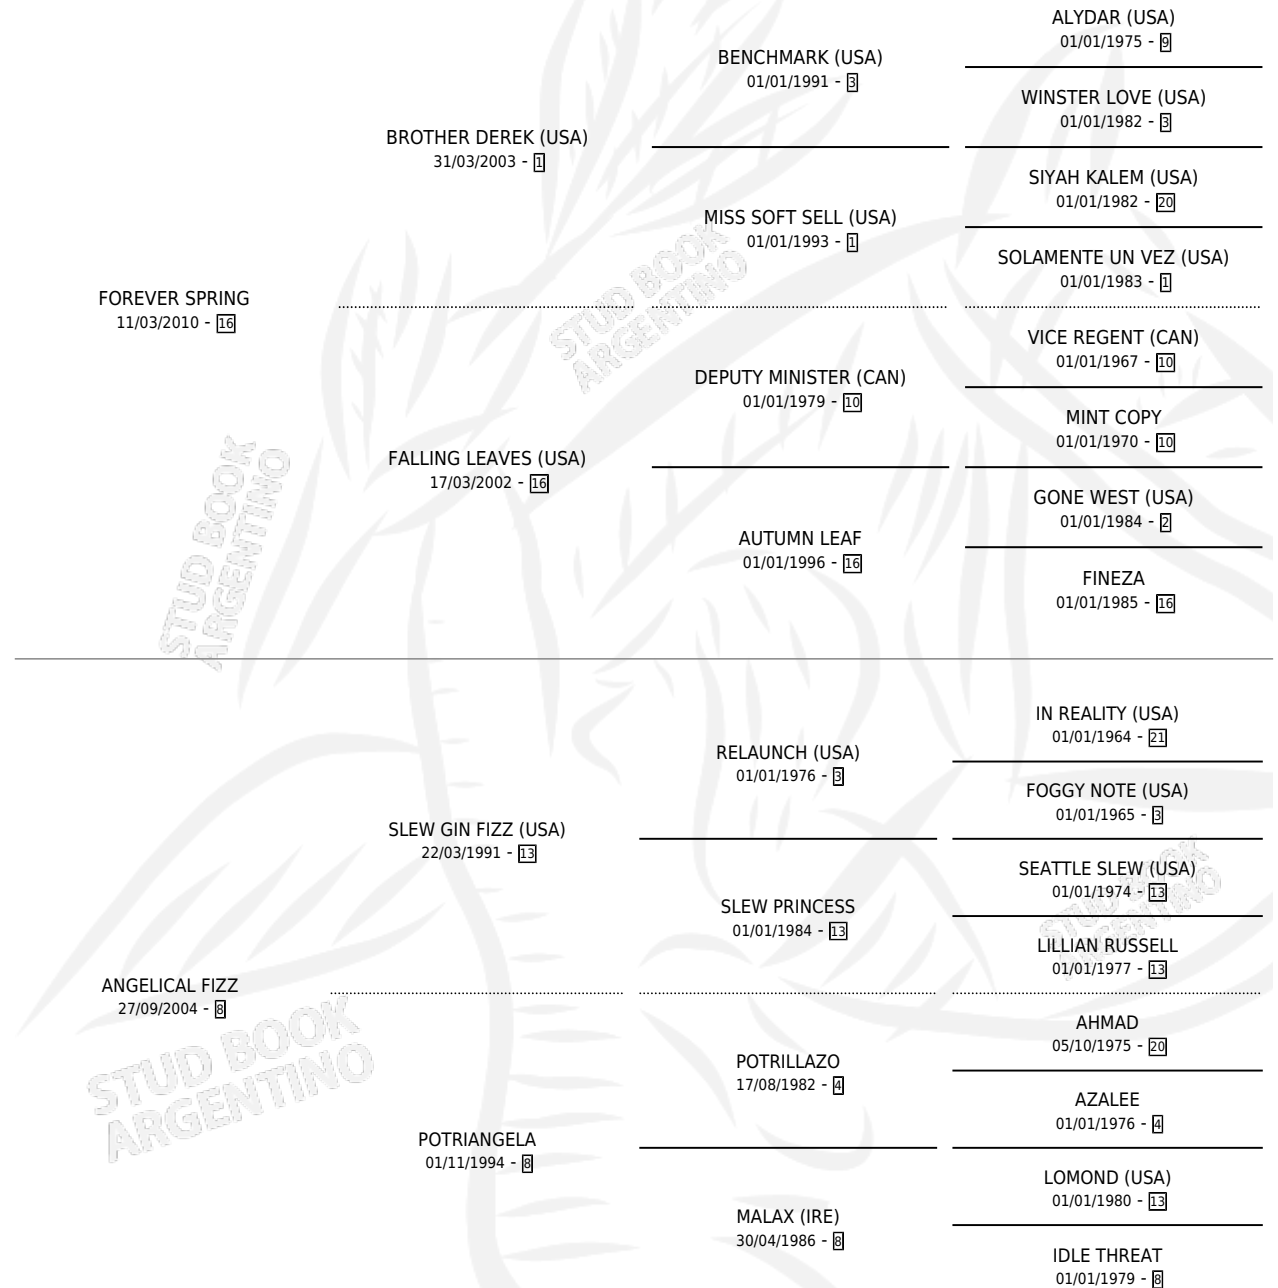 ALYDAR (USA)
01/01/1975 - 9
BENCHMARK (USA)
01/01/1991 - 3
WINSTER LOVE (USA)
01/01/1982 - 3
BROTHER DEREK (USA)
31/03/2003 - 1
SIYAH KALEM (USA)
01/01/1982 - 20
MISS SOFT SELL (USA)
01/01/1993 - 1
SOLAMENTE UN VEZ (USA)
01/01/1983 - 1
STUD BOOK
ARGENTINO
FOREVER SPRING
11/03/2010 - 16
VICE REGENT (CAN)
01/01/1967 - 10
DEPUTY MINISTER (CAN)
01/01/1979 - 10
MINT COPY
01/01/1970 - 10
FALLING LEAVES (USA)
17/03/2002 - 16
GONE WEST (USA)
01/01/1984 - 2
AUTUMN LEAF
01/01/1996 - 16
FINEZA
01/01/1985 - 16
STUD BOOK
ARGENTINO
IN REALITY (USA)
01/01/1964 - 21
RELAUNCH (USA)
01/01/1976 - 3
FOGGY NOTE (USA)
01/01/1965 - 3
SLEW GIN FIZZ (USA)
22/03/1991 - 13
SEATTLE SLEW (USA)
01/01/1974 - 13
SLEW PRINCESS
01/01/1984 - 13
LILLIAN RUSSELL
01/01/1977 - 13
STUD BOOK
ARGENTINO
ANGELICAL FIZZ
27/09/2004 - 8
AHMAD
05/10/1975 - 20
POTRILLAZO
17/08/1982 - 4
AZALEE
01/01/1976 - 4
STUD BOOK
ARGENTINO
POTRIANGELA
01/11/1994 - 8
LOMOND (USA)
01/01/1980 - 13
MALAX (IRE)
30/04/1986 - 8
IDLE THREAT
01/01/1979 - 8